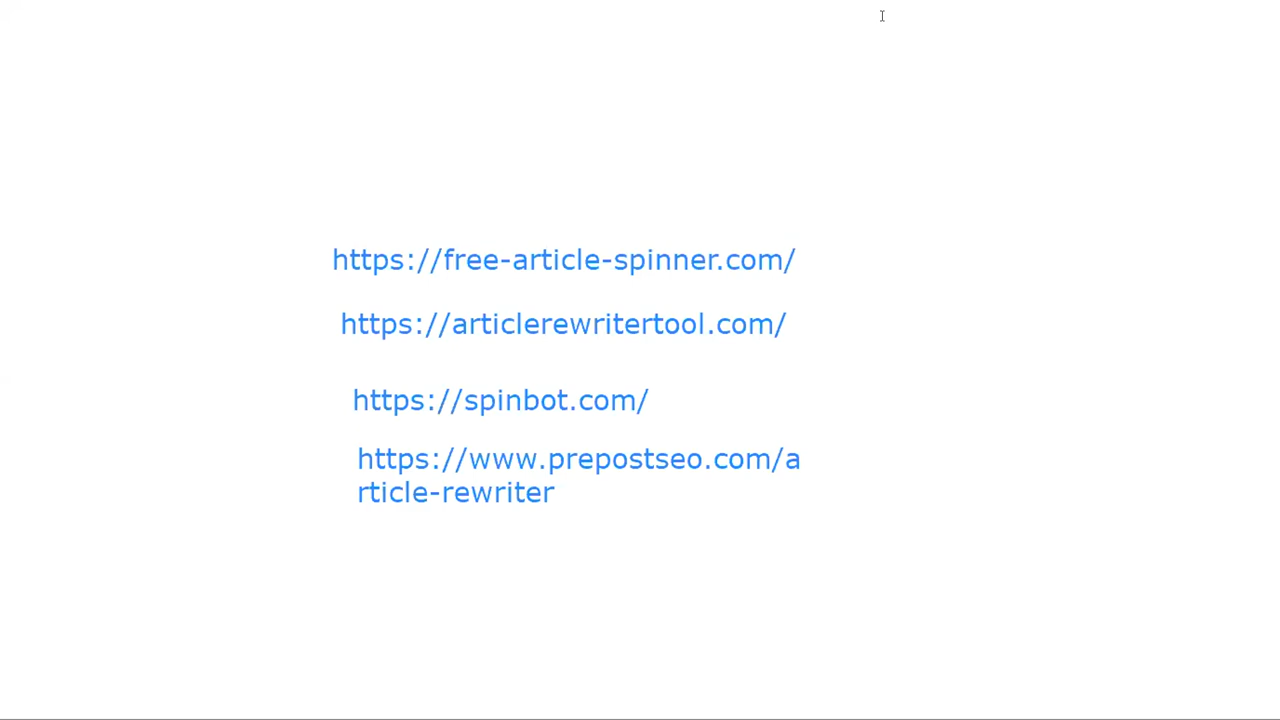 https://free-article-spinner.com/
https://articlerewritertool.com/
https://spinbot.com/
https://www.prepostseo.com/a
rticle-rewriter